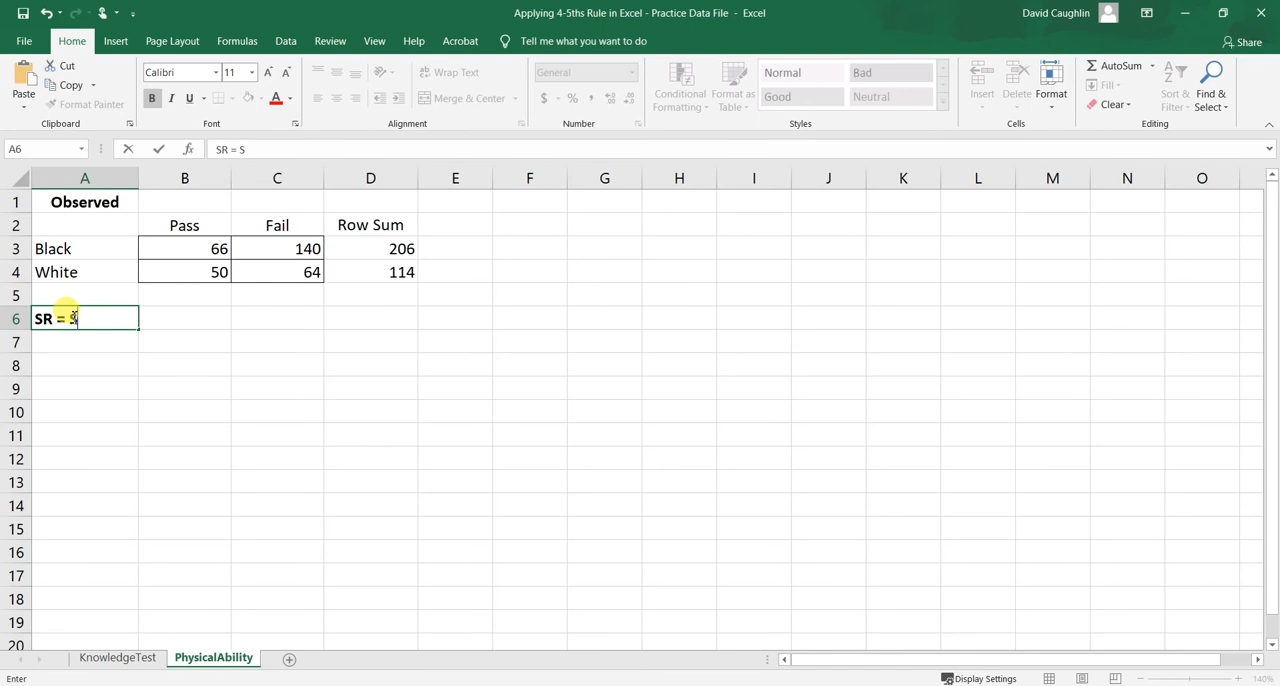 Applying 4-5ths Rule in Excel - Practice Data File - Excel
David Caughlin
File Home Insert Page Layout Formulas Data Review View Help Acrobat Tell me what you want to do Share
Paste Cut Copy Format Painter
Calibri 11 A A
B I U A
Wrap Text
Merge & Center
General
$ % ,
Conditional Formatting Format as Table
Normal Bad
Good Neutral
Insert Delete Format
AutoSum
Fill
Clear
Sort & Filter Find & Select
Clipboard Font Alignment Number Styles Cells Editing
A6 fx SR = S
A B C D E F G H I J K L M N O
1 Observed
2 Pass Fail Row Sum
3 Black 66 140 206
4 White 50 64 114
5
6 SR = S
7
8
9
10
11
12
13
14
15
16
17
18
19
20
KnowledgeTest PhysicalAbility
Enter Display Settings 140%